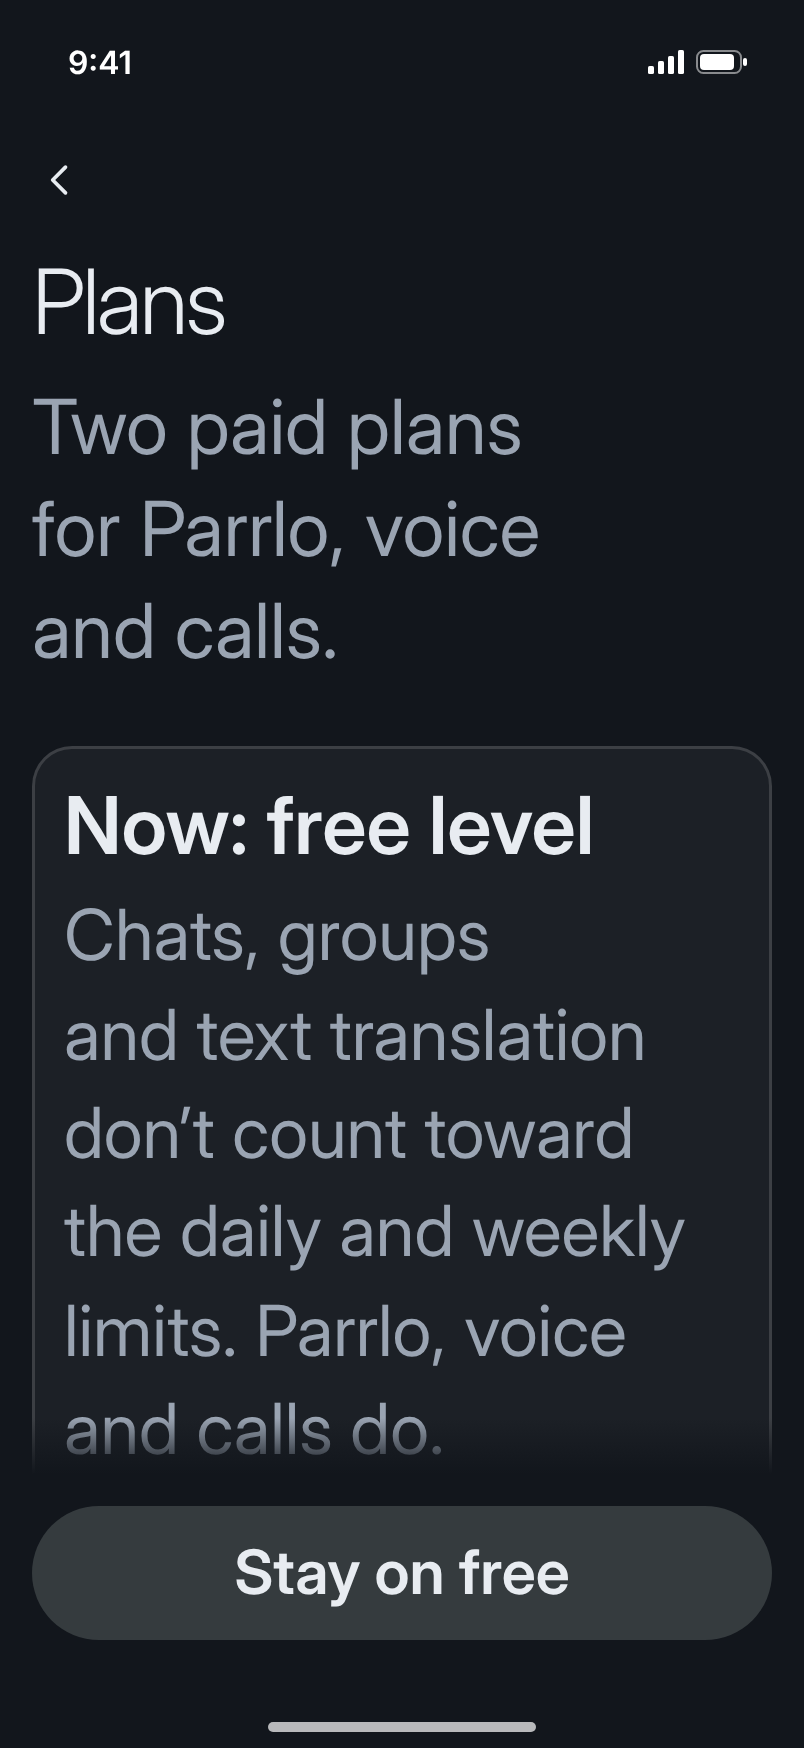 9:41
Plans
Two paid plans
for Parrlo, voice
and calls.
Now: free level
Chats, groups
and text translation
don’t count toward
the daily and weekly
limits. Parrlo, voice
and calls do.
Stay on free